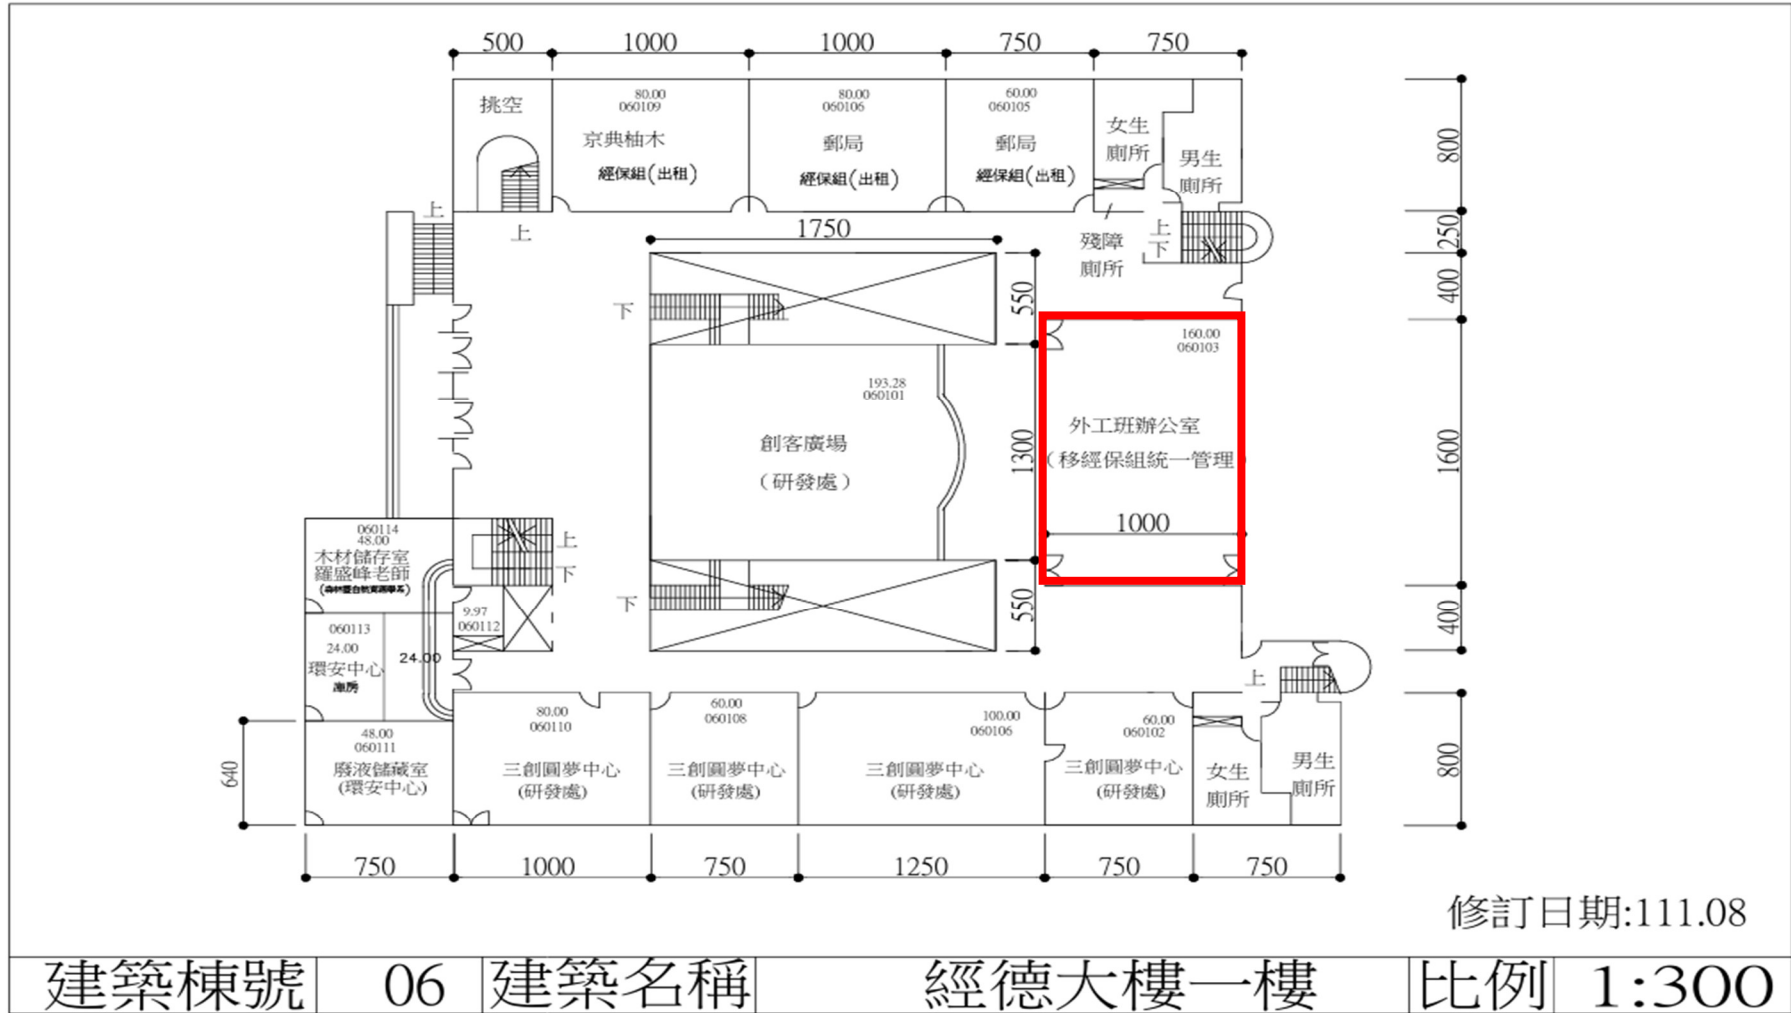 500
1000
1000
750
750
挑空
80.00
060109
京典柚木
經保組(出租)
80.00
060106
郵局
經保組(出租)
60.00
060105
郵局
經保組(出租)
女生
廁所
男生
廁所
800
上
上
1750
殘障
廁所
上
下
250
400
下
550
160.00
060103
193.28
060101
創客廣場
（研發處）
1300
外工班辦公室
（移經保組統一管理
1000
1600
060114
48.00
木材儲存室
羅盛峰老師
上
下
下
550
400
9.97
060112
060113
24.00
24.00
環安中心
庫房
上
48.00
060111
廢液儲藏室
(環安中心)
640
80.00
060110
三創圓夢中心
(研發處)
60.00
060108
三創圓夢中心
(研發處)
100.00
060106
三創圓夢中心
(研發處)
60.00
060102
三創圓夢中心
(研發處)
女生
廁所
男生
廁所
800
750
1000
750
1250
750
750
修訂日期:111.08
建築棟號 06 建築名稱 經德大樓一樓 比例 1:300